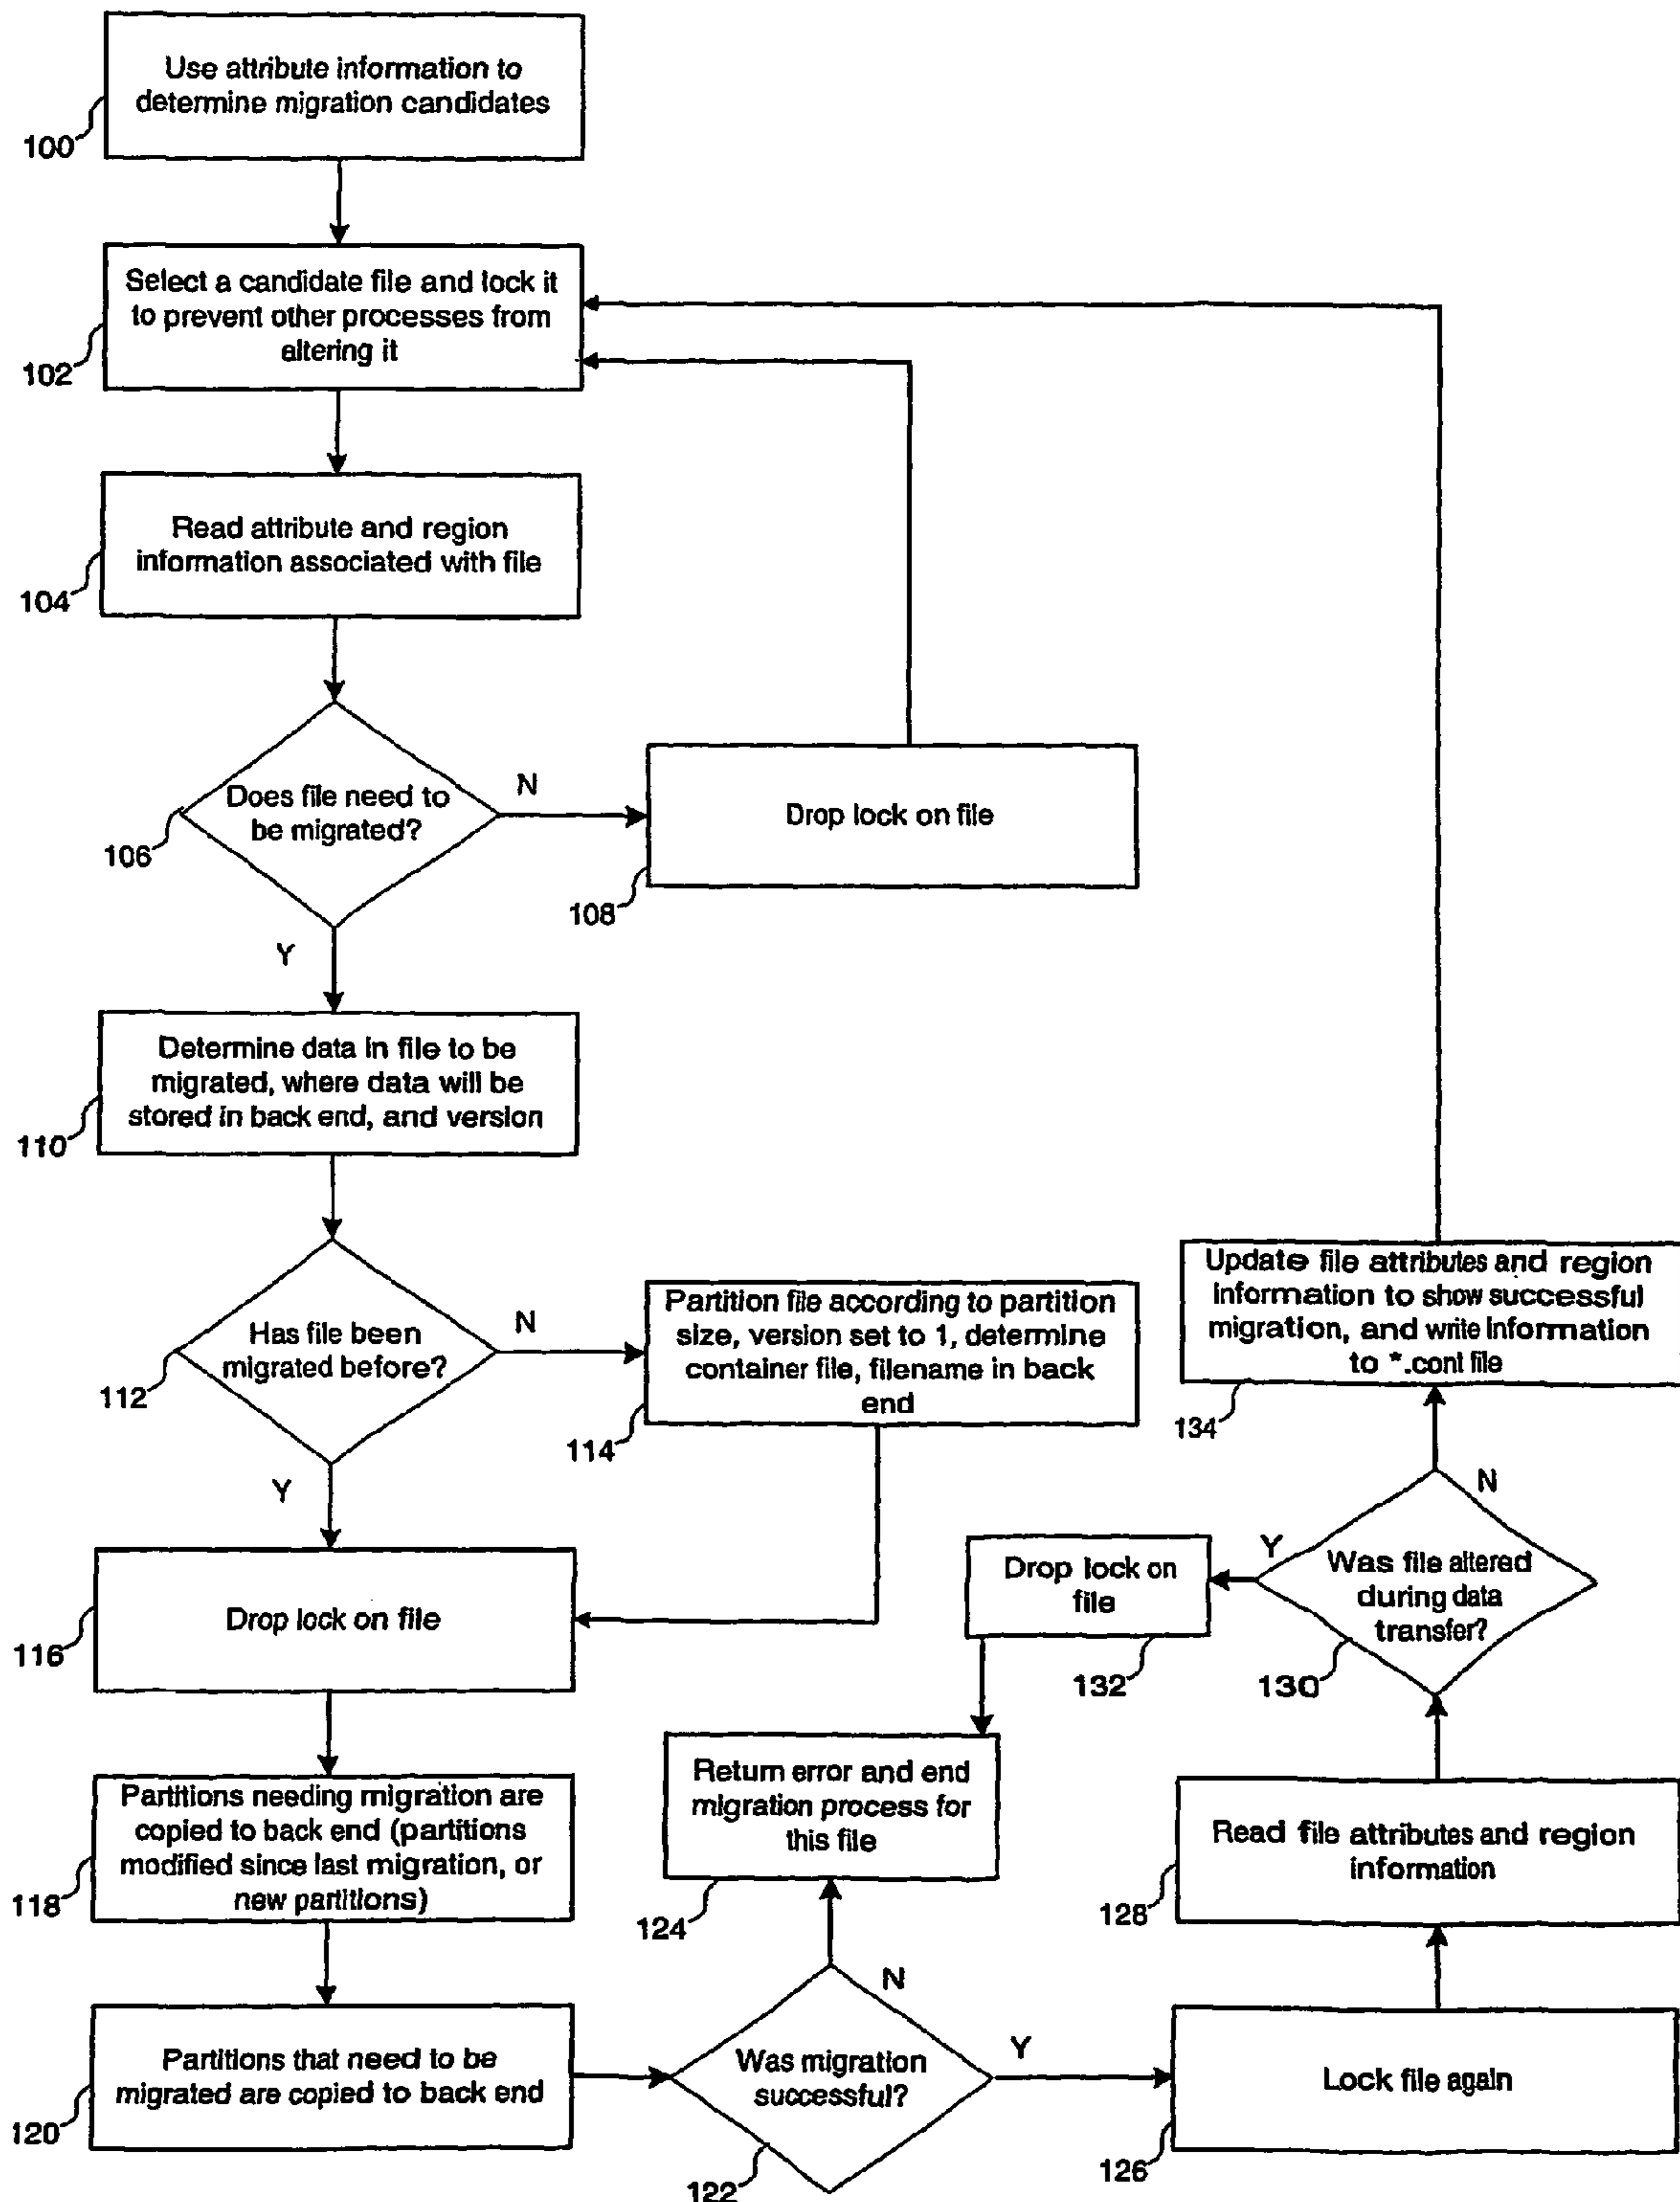 Use attribute information to
determine migration candidates
100
Select a candidate file and lock it
to prevent other processes from
altering it
102
Read attribute and region
information associated with file
104
Does file need to
be migrated?
106
N
Y
Drop lock on file
108
Determine data in file to be
migrated, where data will be
stored in back end, and version
110
Has file been
migrated before?
112
N
Y
Partition file according to partition
size, version set to 1, determine
container file, filename in back
end
114
Drop lock on file
116
Partitions needing migration are
copied to back end (partitions
modified since last migration, or
new partitions)
118
Partitions that need to be
migrated are copied to back end
120
Was migration
successful?
122
N
Y
Return error and end
migration process for
this file
124
Lock file again
126
Read file attributes and region
information
128
Was file altered
during data
transfer?
130
Y
N
Drop lock on
file
132
Update file attributes and region
information to show successful
migration, and write information
to *.cont file
134